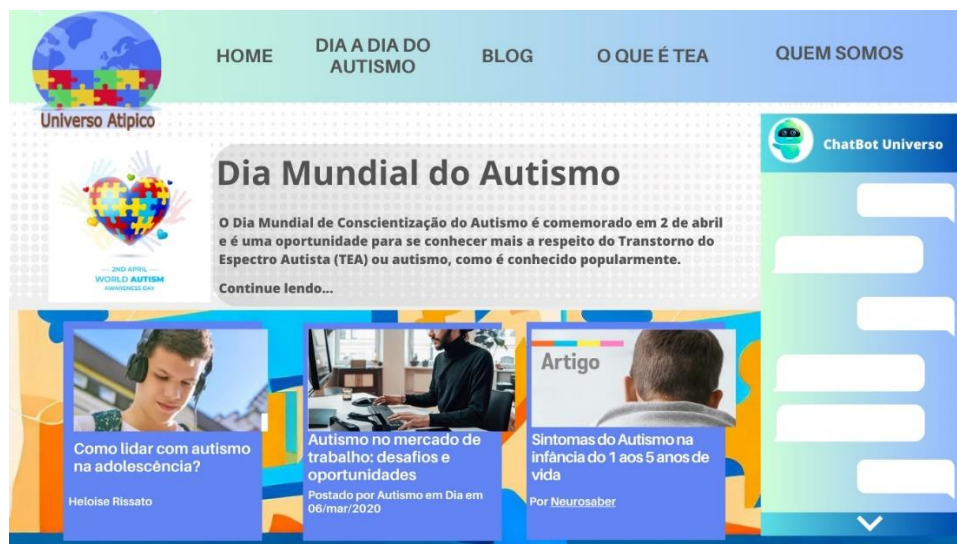 HOME
DIA A DIA DO
AUTISMO
BLOG
O QUE É TEA
QUEM SOMOS
Universo Atípico
ChatBot Universo
Dia Mundial do Autismo
O Dia Mundial de Conscientização do Autismo é comemorado em 2 de abril
e é uma oportunidade para se conhecer mais a respeito do Transtorno do
Espectro Autista (TEA) ou autismo, como é conhecido popularmente.
Continue lendo...
2ND APRIL
WORLD AUTISM
AWARENESS DAY
Como lidar com autismo
na adolescência?
Heloise Rissato
Autismo no mercado de
trabalho: desafios e
oportunidades
Postado por Autismo em Dia em
06/mar/2020
Artigo
Sintomas do Autismo na
infância do 1 aos 5 anos de
vida
Por Neurosaber